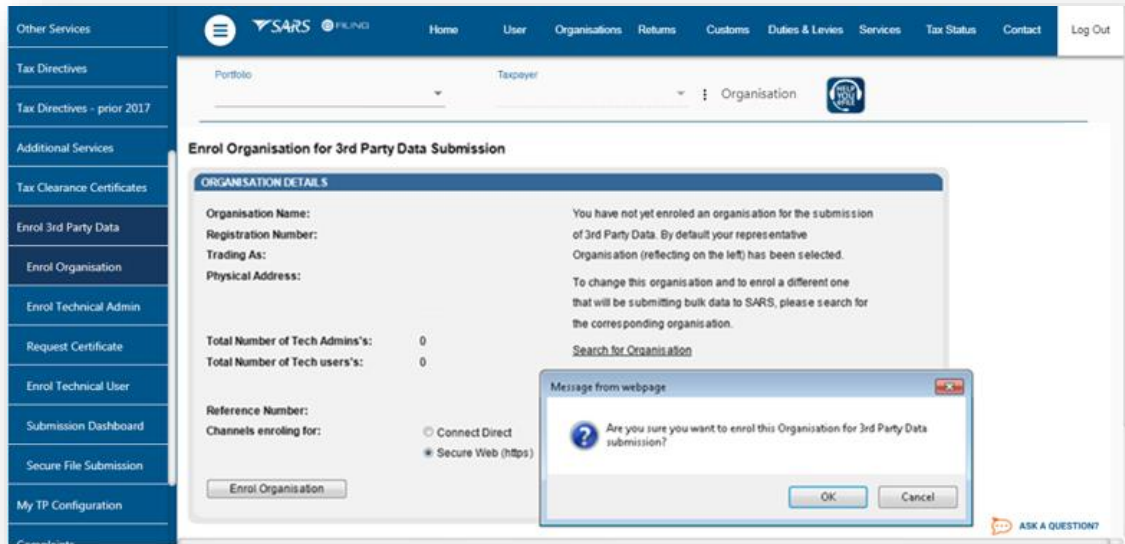 Other Services
Tax Directives
Tax Directives - prior 2017
Additional Services
Tax Clearance Certificates
Enrol 3rd Party Data
Enrol Organisation
Enrol Technical Admin
Request Certificate
Enrol Technical User
Submission Dashboard
Secure File Submission
My TP Configuration
Complaints
SARS eFILING
Home User Organisations Returns Customs Duties & Levies Services Tax Status Contact Log Out
Portfolio Taxpayer
Organisation HELP YOU EFILE
Enrol Organisation for 3rd Party Data Submission
ORGANISATION DETAILS
Organisation Name:
Registration Number:
Trading As:
Physical Address:
Total Number of Tech Admins's: 0
Total Number of Tech users's: 0
Reference Number:
Channels enroling for: Connect Direct
Secure Web (https)
Enrol Organisation
You have not yet enroled an organisation for the submission
of 3rd Party Data. By default your representative
Organisation (reflecting on the left) has been selected.
To change this organisation and to enrol a different one
that will be submitting bulk data to SARS, please search for
the corresponding organisation.
Search for Organisation
Message from webpage
Are you sure you want to enrol this Organisation for 3rd Party Data
submission?
OK Cancel
ASK A QUESTION?